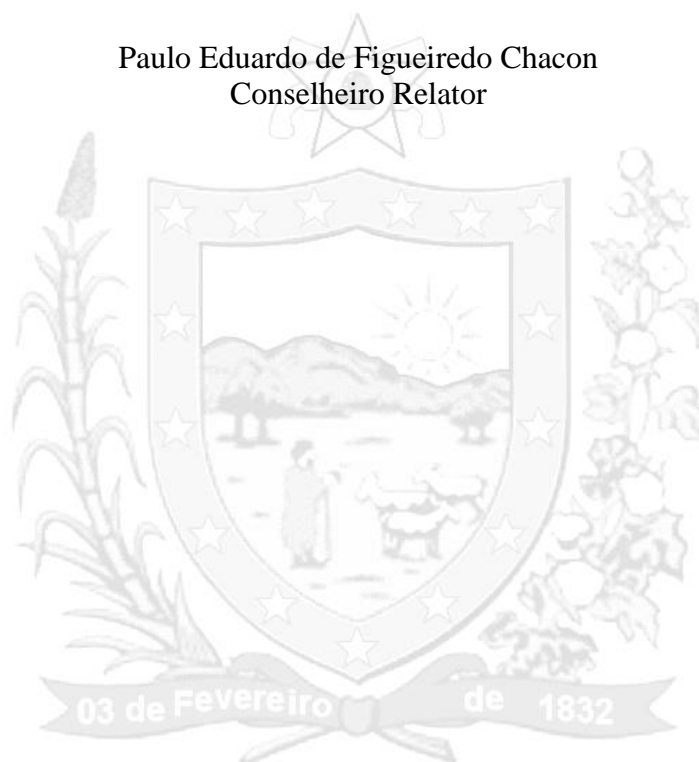 Paulo Eduardo de Figueiredo Chacon
Conselheiro Relator
03 de Fevereiro de 1832